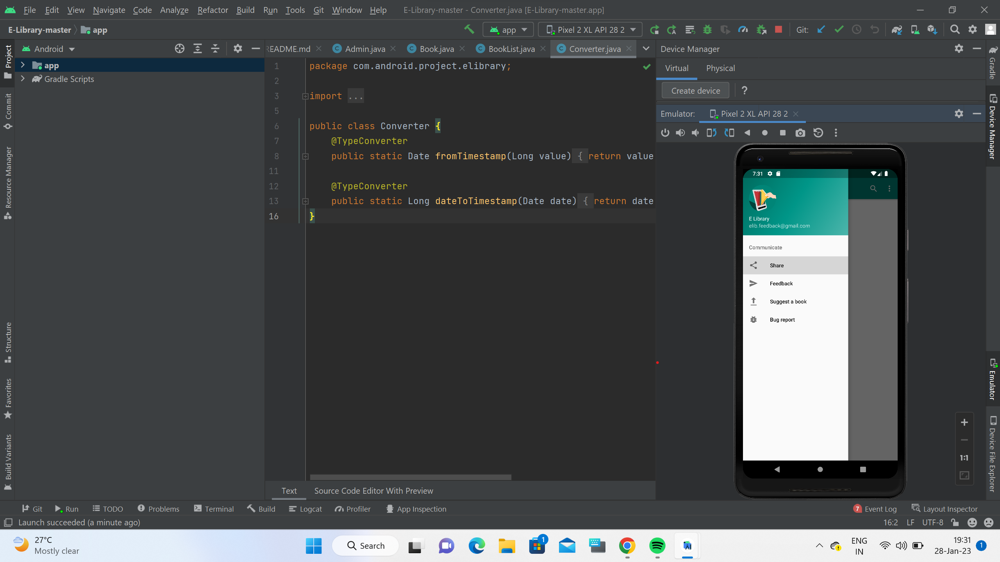 File Edit View Navigate Code Analyze Refactor Build Run Tools Git Window Help E-Library-master - Converter.java [E-Library-master.app]
E-Library-master app
app Pixel 2 XL API 28 2 Git:
Android
README.md Admin.java Book.java BookList.java Converter.java
Device Manager
app
Gradle Scripts
Project
Commit
Resource Manager
Structure
Favorites
Build Variants
1 package com.android.project.elibrary;
2
3 import ...
5
6 public class Converter {
7 @TypeConverter
8 public static Date fromTimestamp(Long value) { return value
11
12 @TypeConverter
13 public static Long dateToTimestamp(Date date) { return date
16 }
Text Source Code Editor With Preview
Virtual Physical
Create device ?
Emulator: Pixel 2 XL API 28 2
7:31
E Library
elib.feedback@gmail.com
Communicate
Share
Feedback
Suggest a book
Bug report
1:1
Gradle
Device Manager
Emulator
Device File Explorer
Git Run TODO Problems Terminal Build Logcat Profiler App Inspection 7 Event Log Layout Inspector
Launch succeeded (a minute ago) 16:2 LF UTF-8
27°C
Mostly clear
Search
1
ENG
IN
19:31
28-Jan-23
1